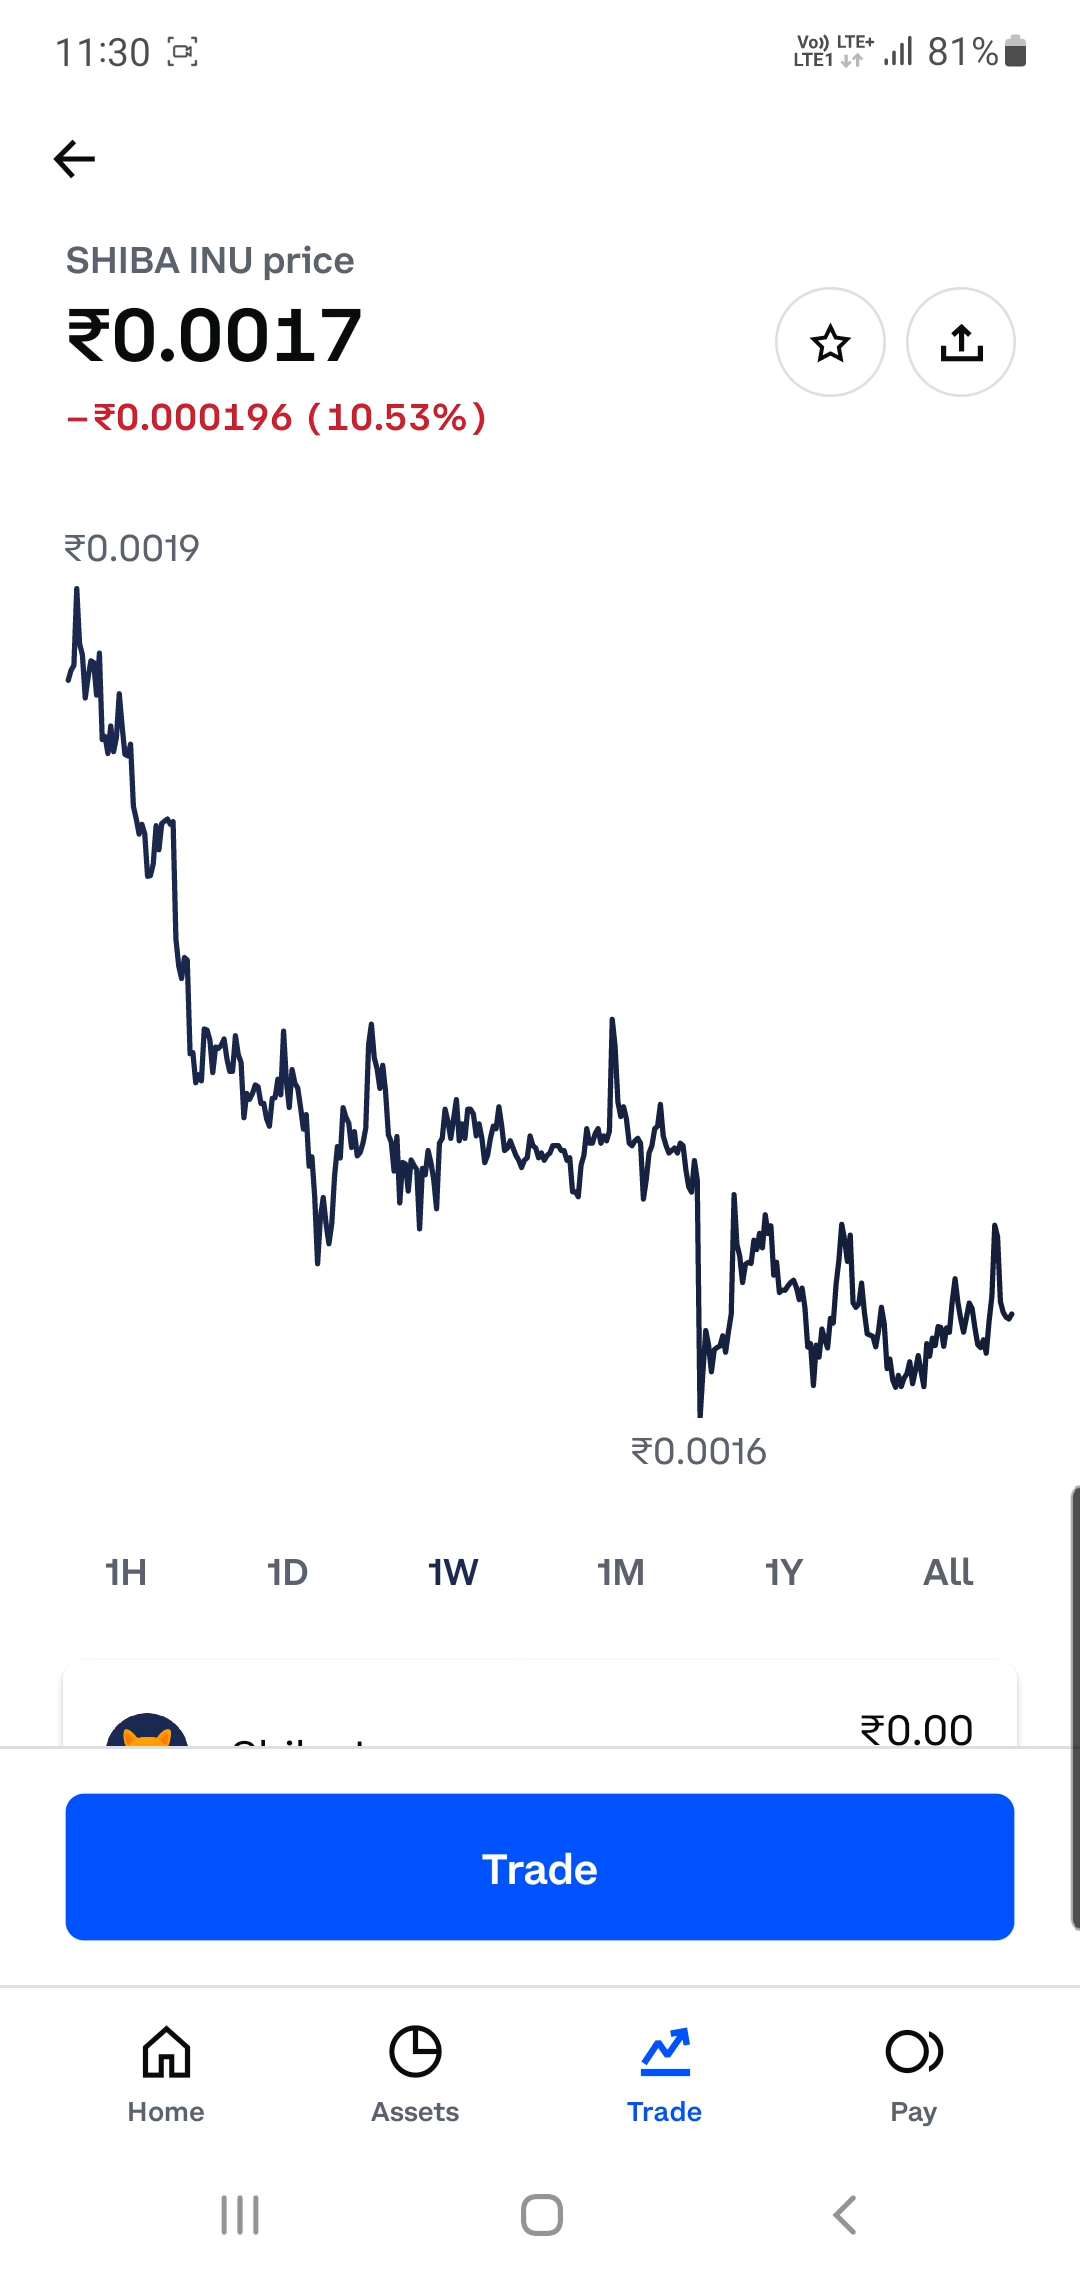 11:30
Vo)) LTE+
LTE1
81%
SHIBA INU price
₹0.0017
−₹0.000196 (10.53%)
₹0.0019
₹0.0016
1H 1D 1W 1M 1Y All
₹0.00
Trade
Home Assets Trade Pay